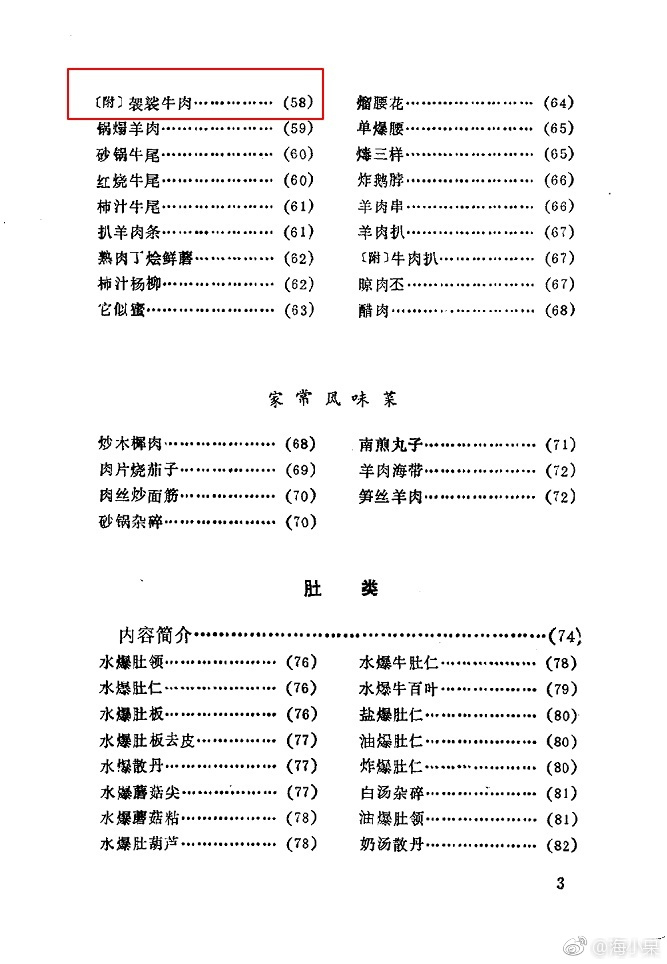 〔附〕袈裟牛肉……………(58)
锅羊肉……………(59)
砂锅牛尾……………(60)
红烧牛尾……………(60)
柿汁牛尾……………(61)
扒羊肉条……………(61)
熟肉丁烩鲜蘑……………(62)
柿汁杨柳……………(62)
它似蜜……………(63)
熘腰花……………(64)
单爆腰……………(65)
三样……………(65)
炸鹅脖……………(66)
羊肉串……………(66)
羊肉扒……………(67)
〔附〕牛肉扒……………(67)
晾肉丕……………(67)
醋肉……………(68)
家常风味菜
炒木樨肉……………(68)
肉片烧茄子……………(69)
肉丝炒面筋……………(70)
砂锅杂碎……………(70)
南煎丸子……………(71)
羊肉海带……………(72)
笋丝羊肉……………(72)
肚 类
内容简介……………(74)
水爆肚领……………(76)
水爆肚仁……………(76)
水爆肚板……………(76)
水爆肚板去皮……………(77)
水爆散丹……………(77)
水爆蘑菇尖……………(77)
水爆蘑菇粘……………(78)
水爆肚葫芦……………(78)
水爆牛肚仁……………(78)
水爆牛百叶……………(79)
盐爆肚仁……………(80)
油爆肚仁……………(80)
炸爆肚仁……………(80)
白汤杂碎……………(81)
油爆肚领……………(81)
奶汤散丹……………(82)
3
@海小呆